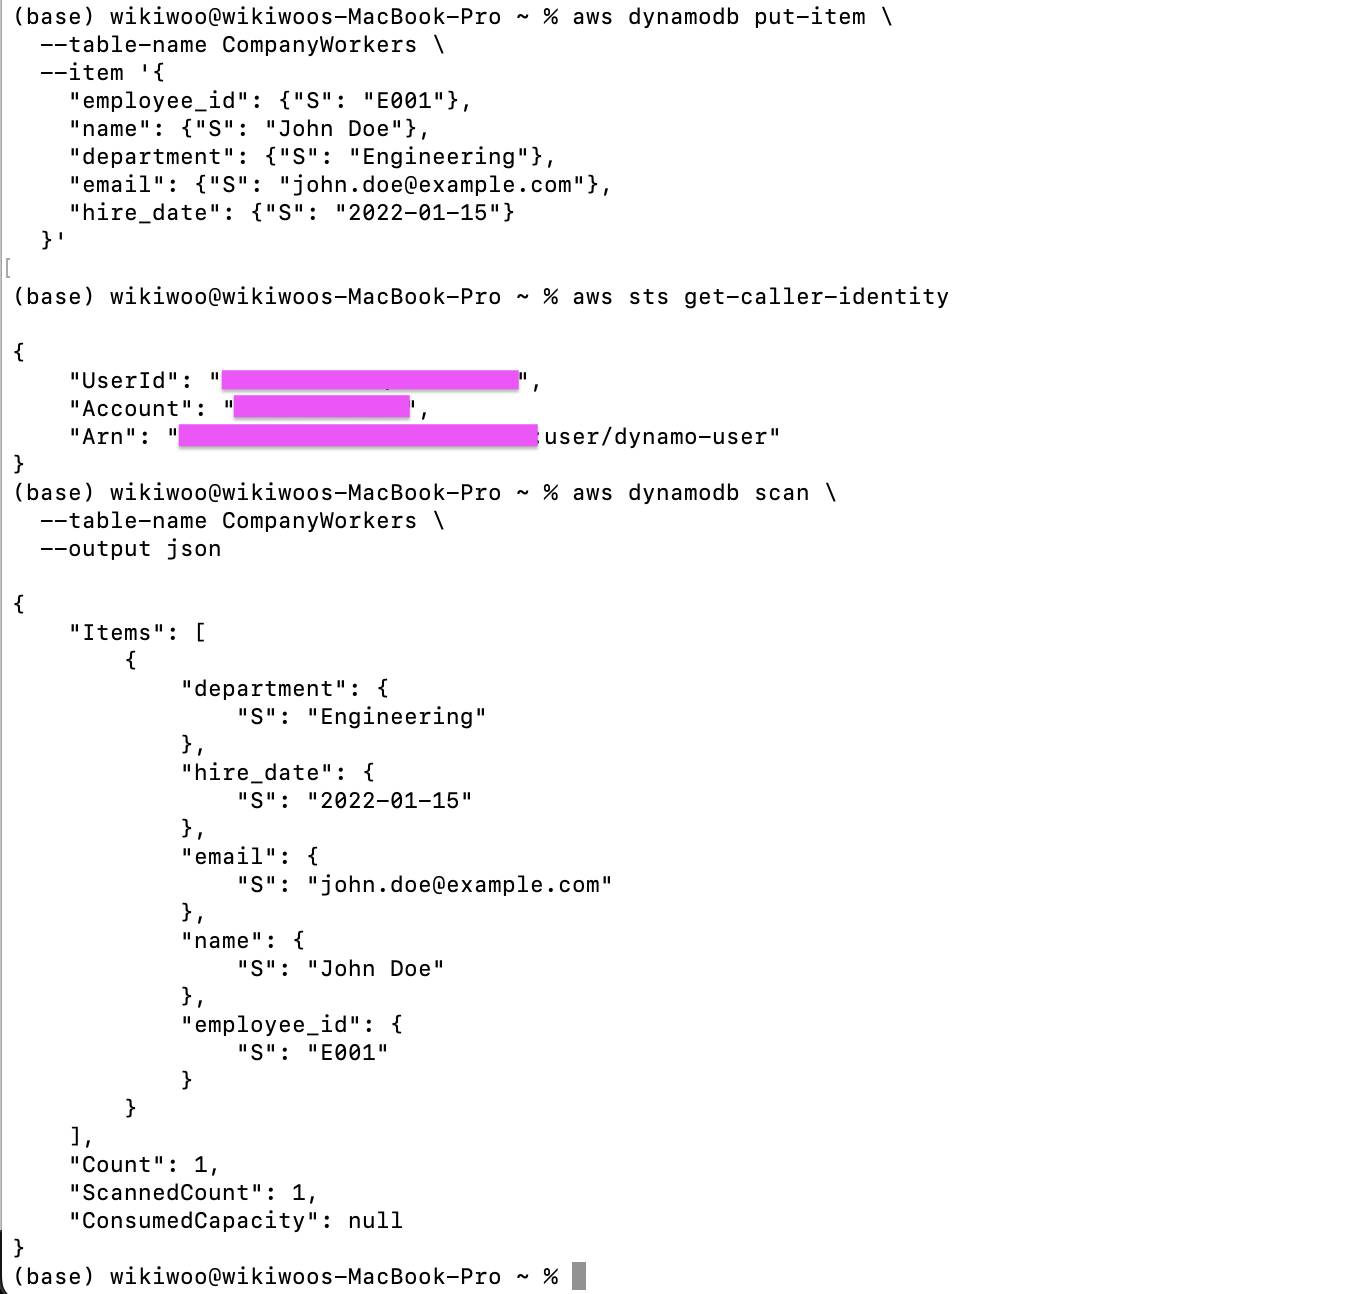 (base) wikiwoo@wikiwoos-MacBook-Pro ~ % aws dynamodb put-item \
  --table-name CompanyWorkers \
  --item '{
    "employee_id": {"S": "E001"},
    "name": {"S": "John Doe"},
    "department": {"S": "Engineering"},
    "email": {"S": "john.doe@example.com"},
    "hire_date": {"S": "2022-01-15"}
  }'
[
(base) wikiwoo@wikiwoos-MacBook-Pro ~ % aws sts get-caller-identity
{
    "UserId": "",
    "Account": "',
    "Arn": ":user/dynamo-user"
}
(base) wikiwoo@wikiwoos-MacBook-Pro ~ % aws dynamodb scan \
  --table-name CompanyWorkers \
  --output json
{
    "Items": [
        {
            "department": {
                "S": "Engineering"
            },
            "hire_date": {
                "S": "2022-01-15"
            },
            "email": {
                "S": "john.doe@example.com"
            },
            "name": {
                "S": "John Doe"
            },
            "employee_id": {
                "S": "E001"
            }
        }
    ],
    "Count": 1,
    "ScannedCount": 1,
    "ConsumedCapacity": null
}
(base) wikiwoo@wikiwoos-MacBook-Pro ~ %